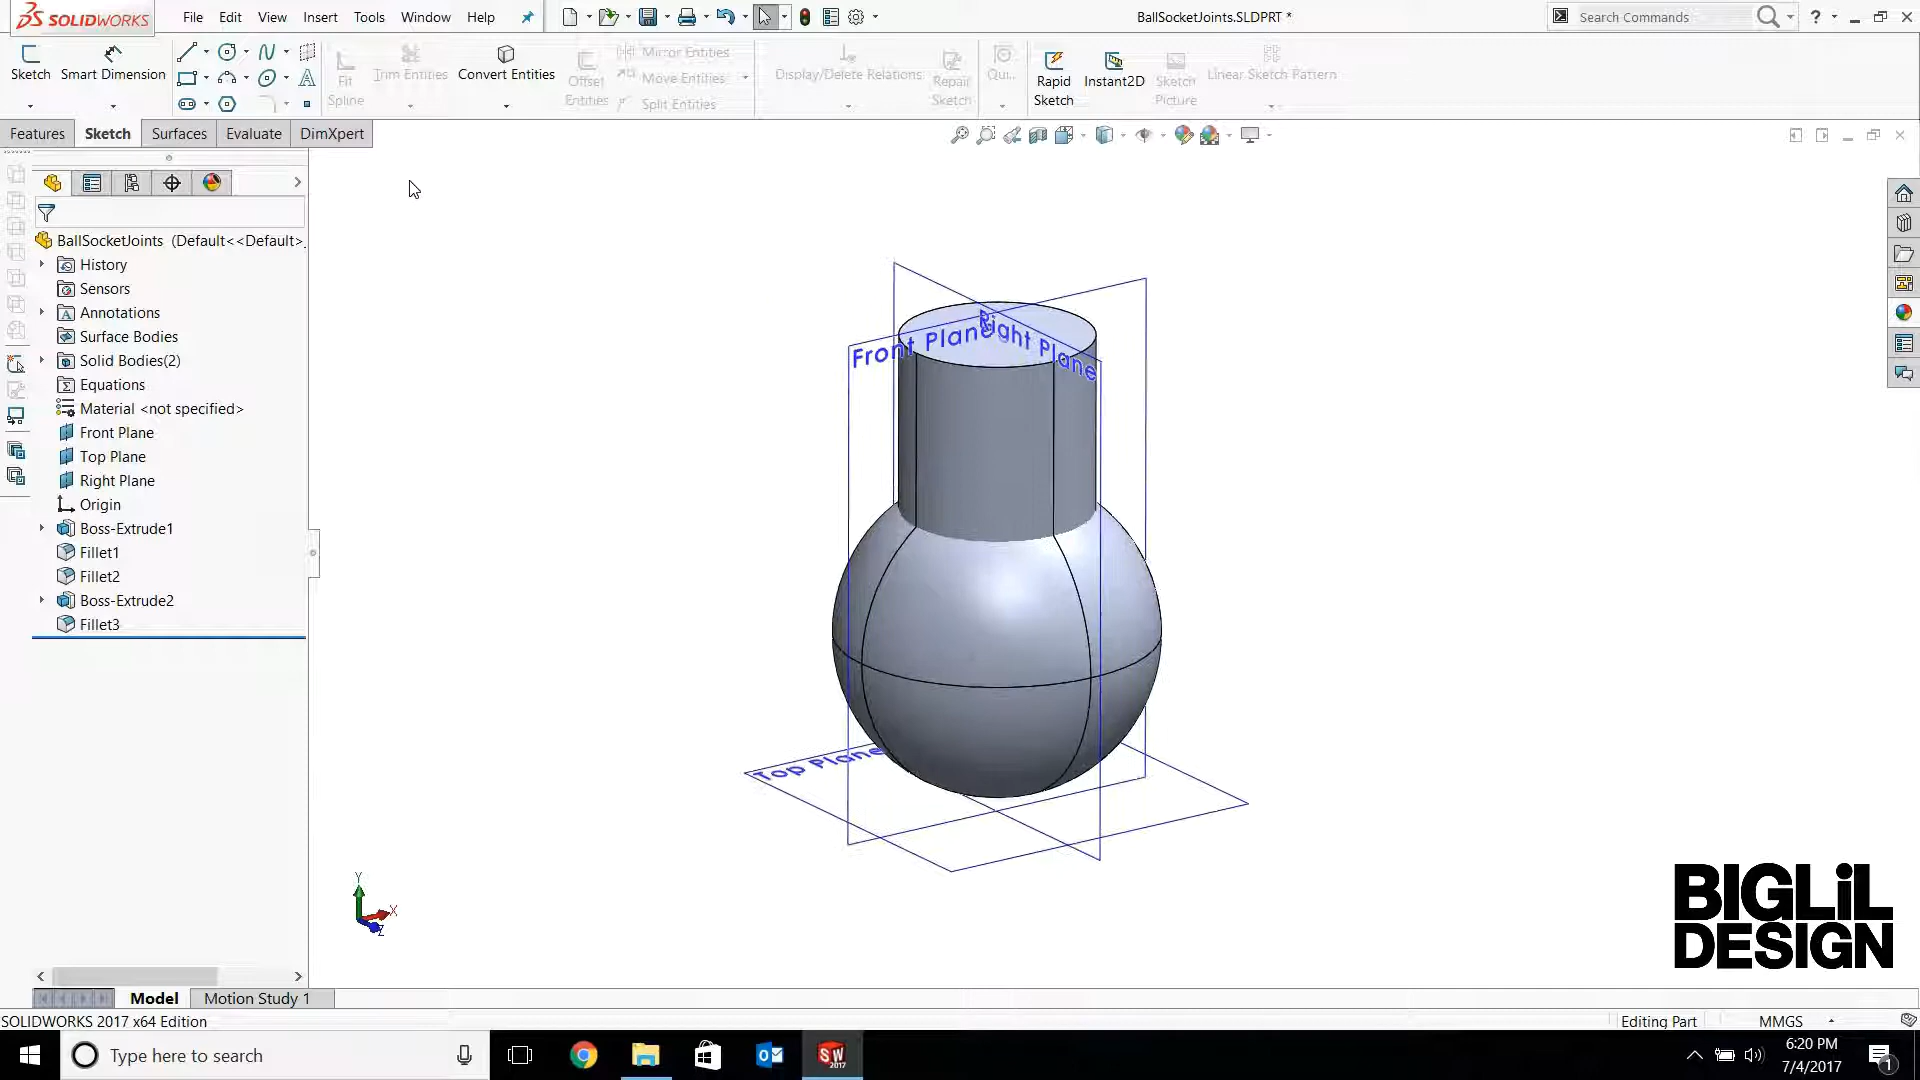 SOLIDWORKS
File Edit View Insert Tools Window Help
BallSocketJoints.SLDPRT *
Search Commands
Sketch
Smart Dimension
Fit Spline
Trim Entities
Convert Entities
Offset Entities
Mirror Entities
Move Entities
Split Entities
Display/Delete Relations
Repair Sketch
Qui...
Rapid Sketch
Instant2D
Sketch Picture
Linear Sketch Pattern
Features Sketch Surfaces Evaluate DimXpert
BallSocketJoints (Default<<Default>
History
Sensors
Annotations
Surface Bodies
Solid Bodies(2)
Equations
Material <not specified>
Front Plane
Top Plane
Right Plane
Origin
Boss-Extrude1
Fillet1
Fillet2
Boss-Extrude2
Fillet3
Front Plane
Right Plane
Top Plane
Y
X
Z
BIGLiL
DESIGN
Model Motion Study 1
SOLIDWORKS 2017 x64 Edition
Editing Part
MMGS
Type here to search
SW
2017
6:20 PM
7/4/2017
1